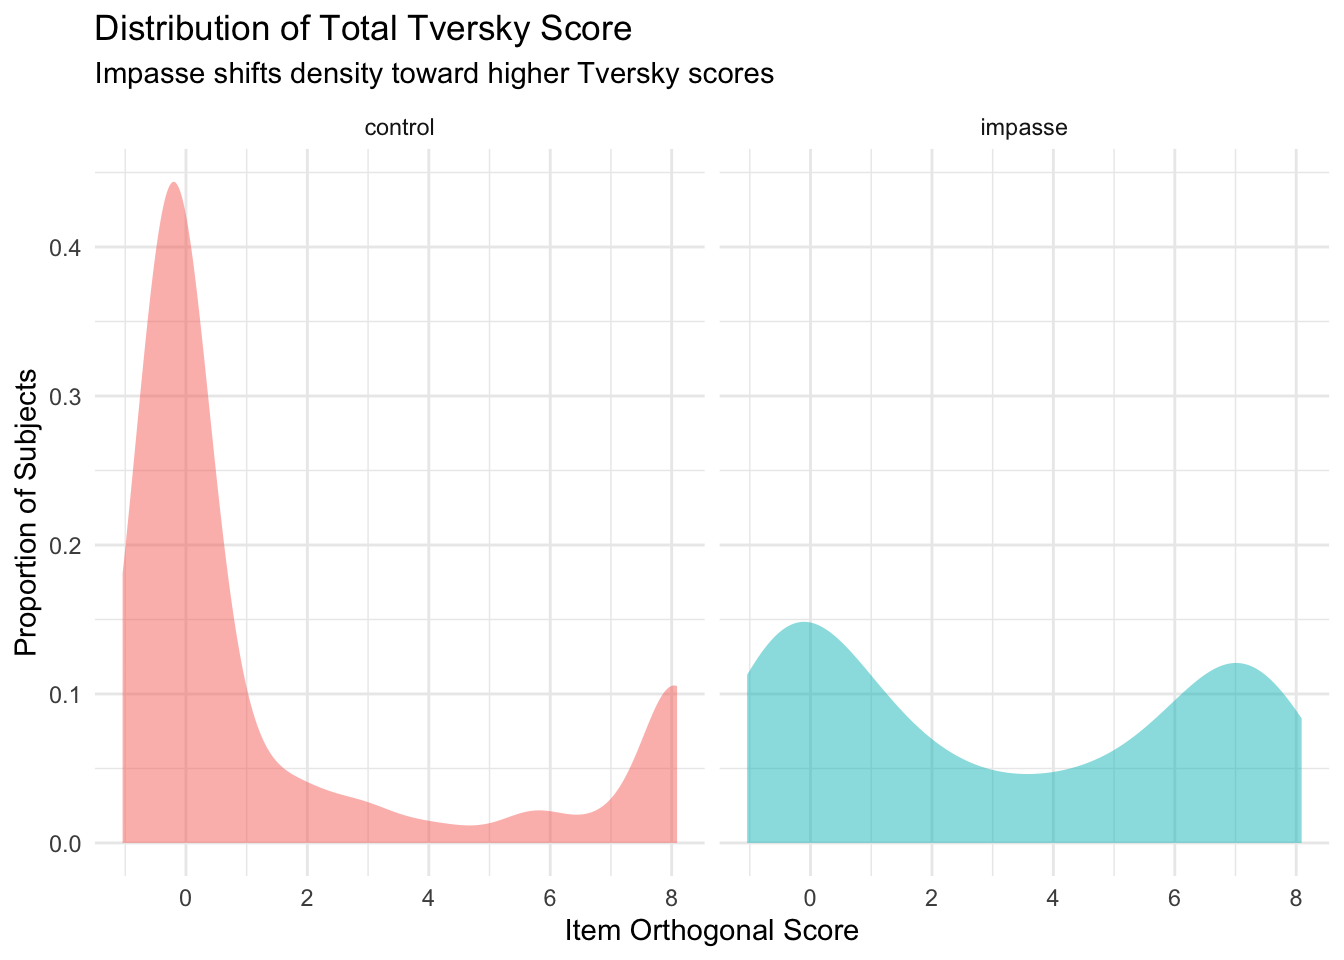 Distribution of Total Tversky Score
Impasse shifts density toward higher Tversky scores
control
impasse
Proportion of Subjects
0.4
0.3
0.2
0.1
0.0
0 2 4 6 8
0 2 4 6 8
Item Orthogonal Score